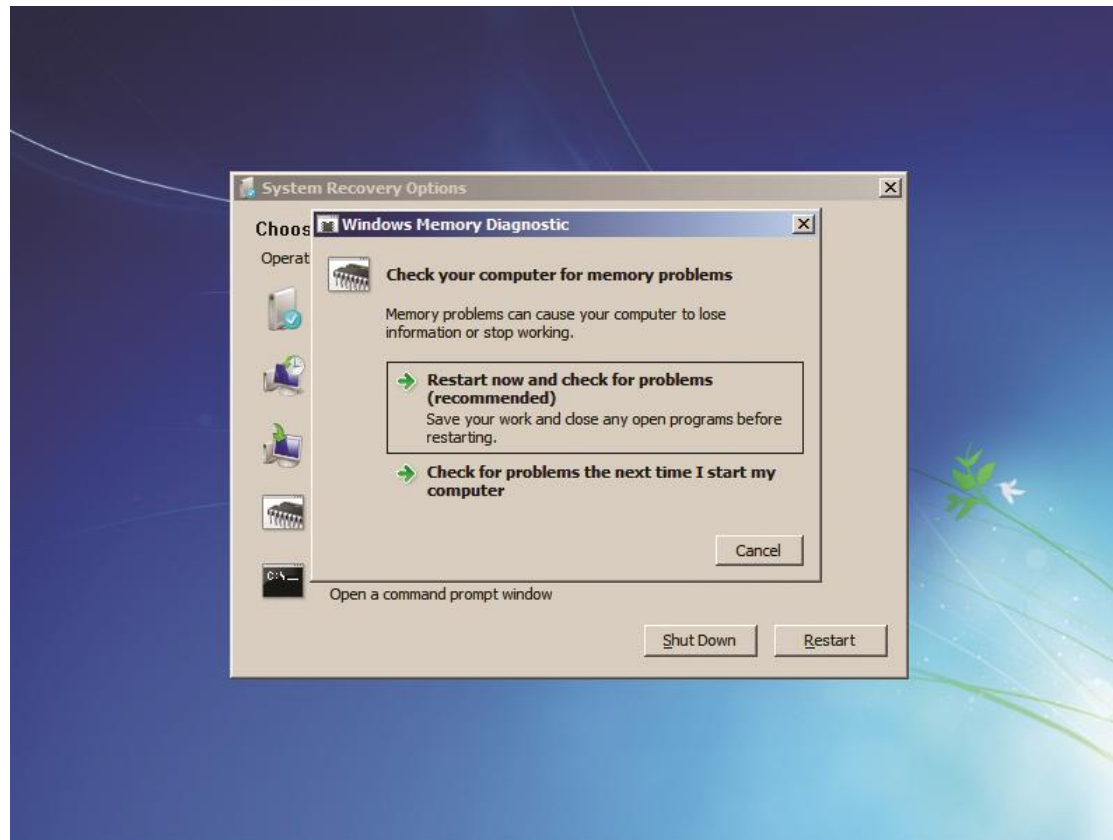 System Recovery Options
Windows Memory Diagnostic
Choos
Operat
Check your computer for memory problems
Memory problems can cause your computer to lose
information or stop working.
Restart now and check for problems
(recommended)
Save your work and close any open programs before
restarting.
Check for problems the next time I start my
computer
Cancel
C:\_
Open a command prompt window
Shut Down
Restart